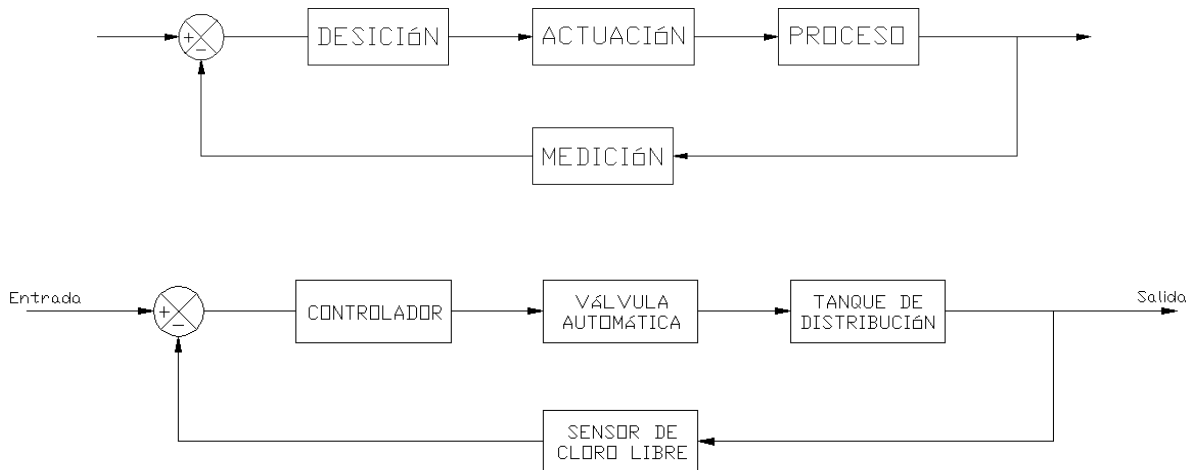 DESICIóN
ACTUACIóN
PROCESO
MEDICIóN
Entrada
CONTROLADOR
VáLVULA
AUTOMáTICA
TANQUE DE
DISTRIBUCIóN
Salida
SENSOR DE
CLORO LIBRE